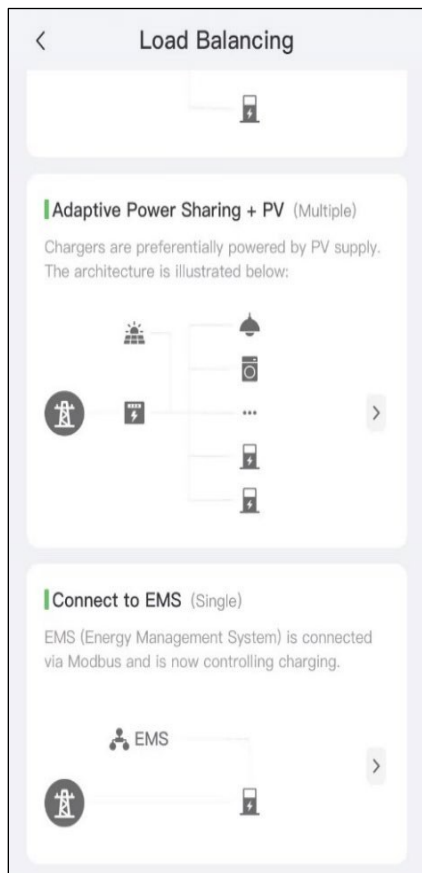 Load Balancing
Adaptive Power Sharing + PV (Multiple)
Chargers are preferentially powered by PV supply.
The architecture is illustrated below:
Connect to EMS (Single)
EMS (Energy Management System) is connected
via Modbus and is now controlling charging.
EMS